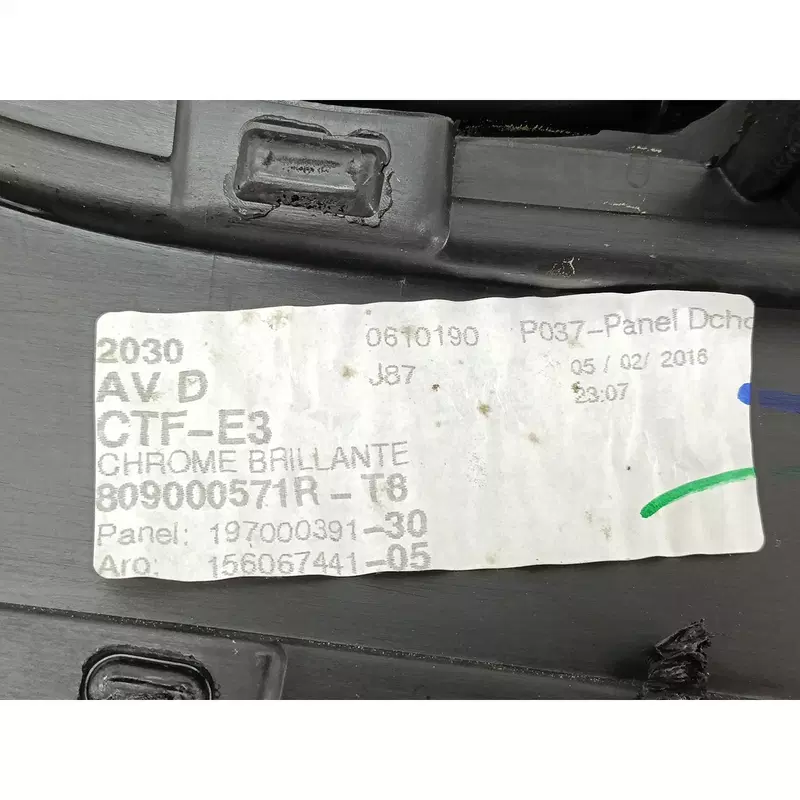 2030 0610190 P037-Panel Dcho
AV D J87 05/ 02/ 2016
23:07
CTF-E3
CHROME BRILLANTE
809000571R-T8
Panel: 197000391-30
Aro: 156067441-05